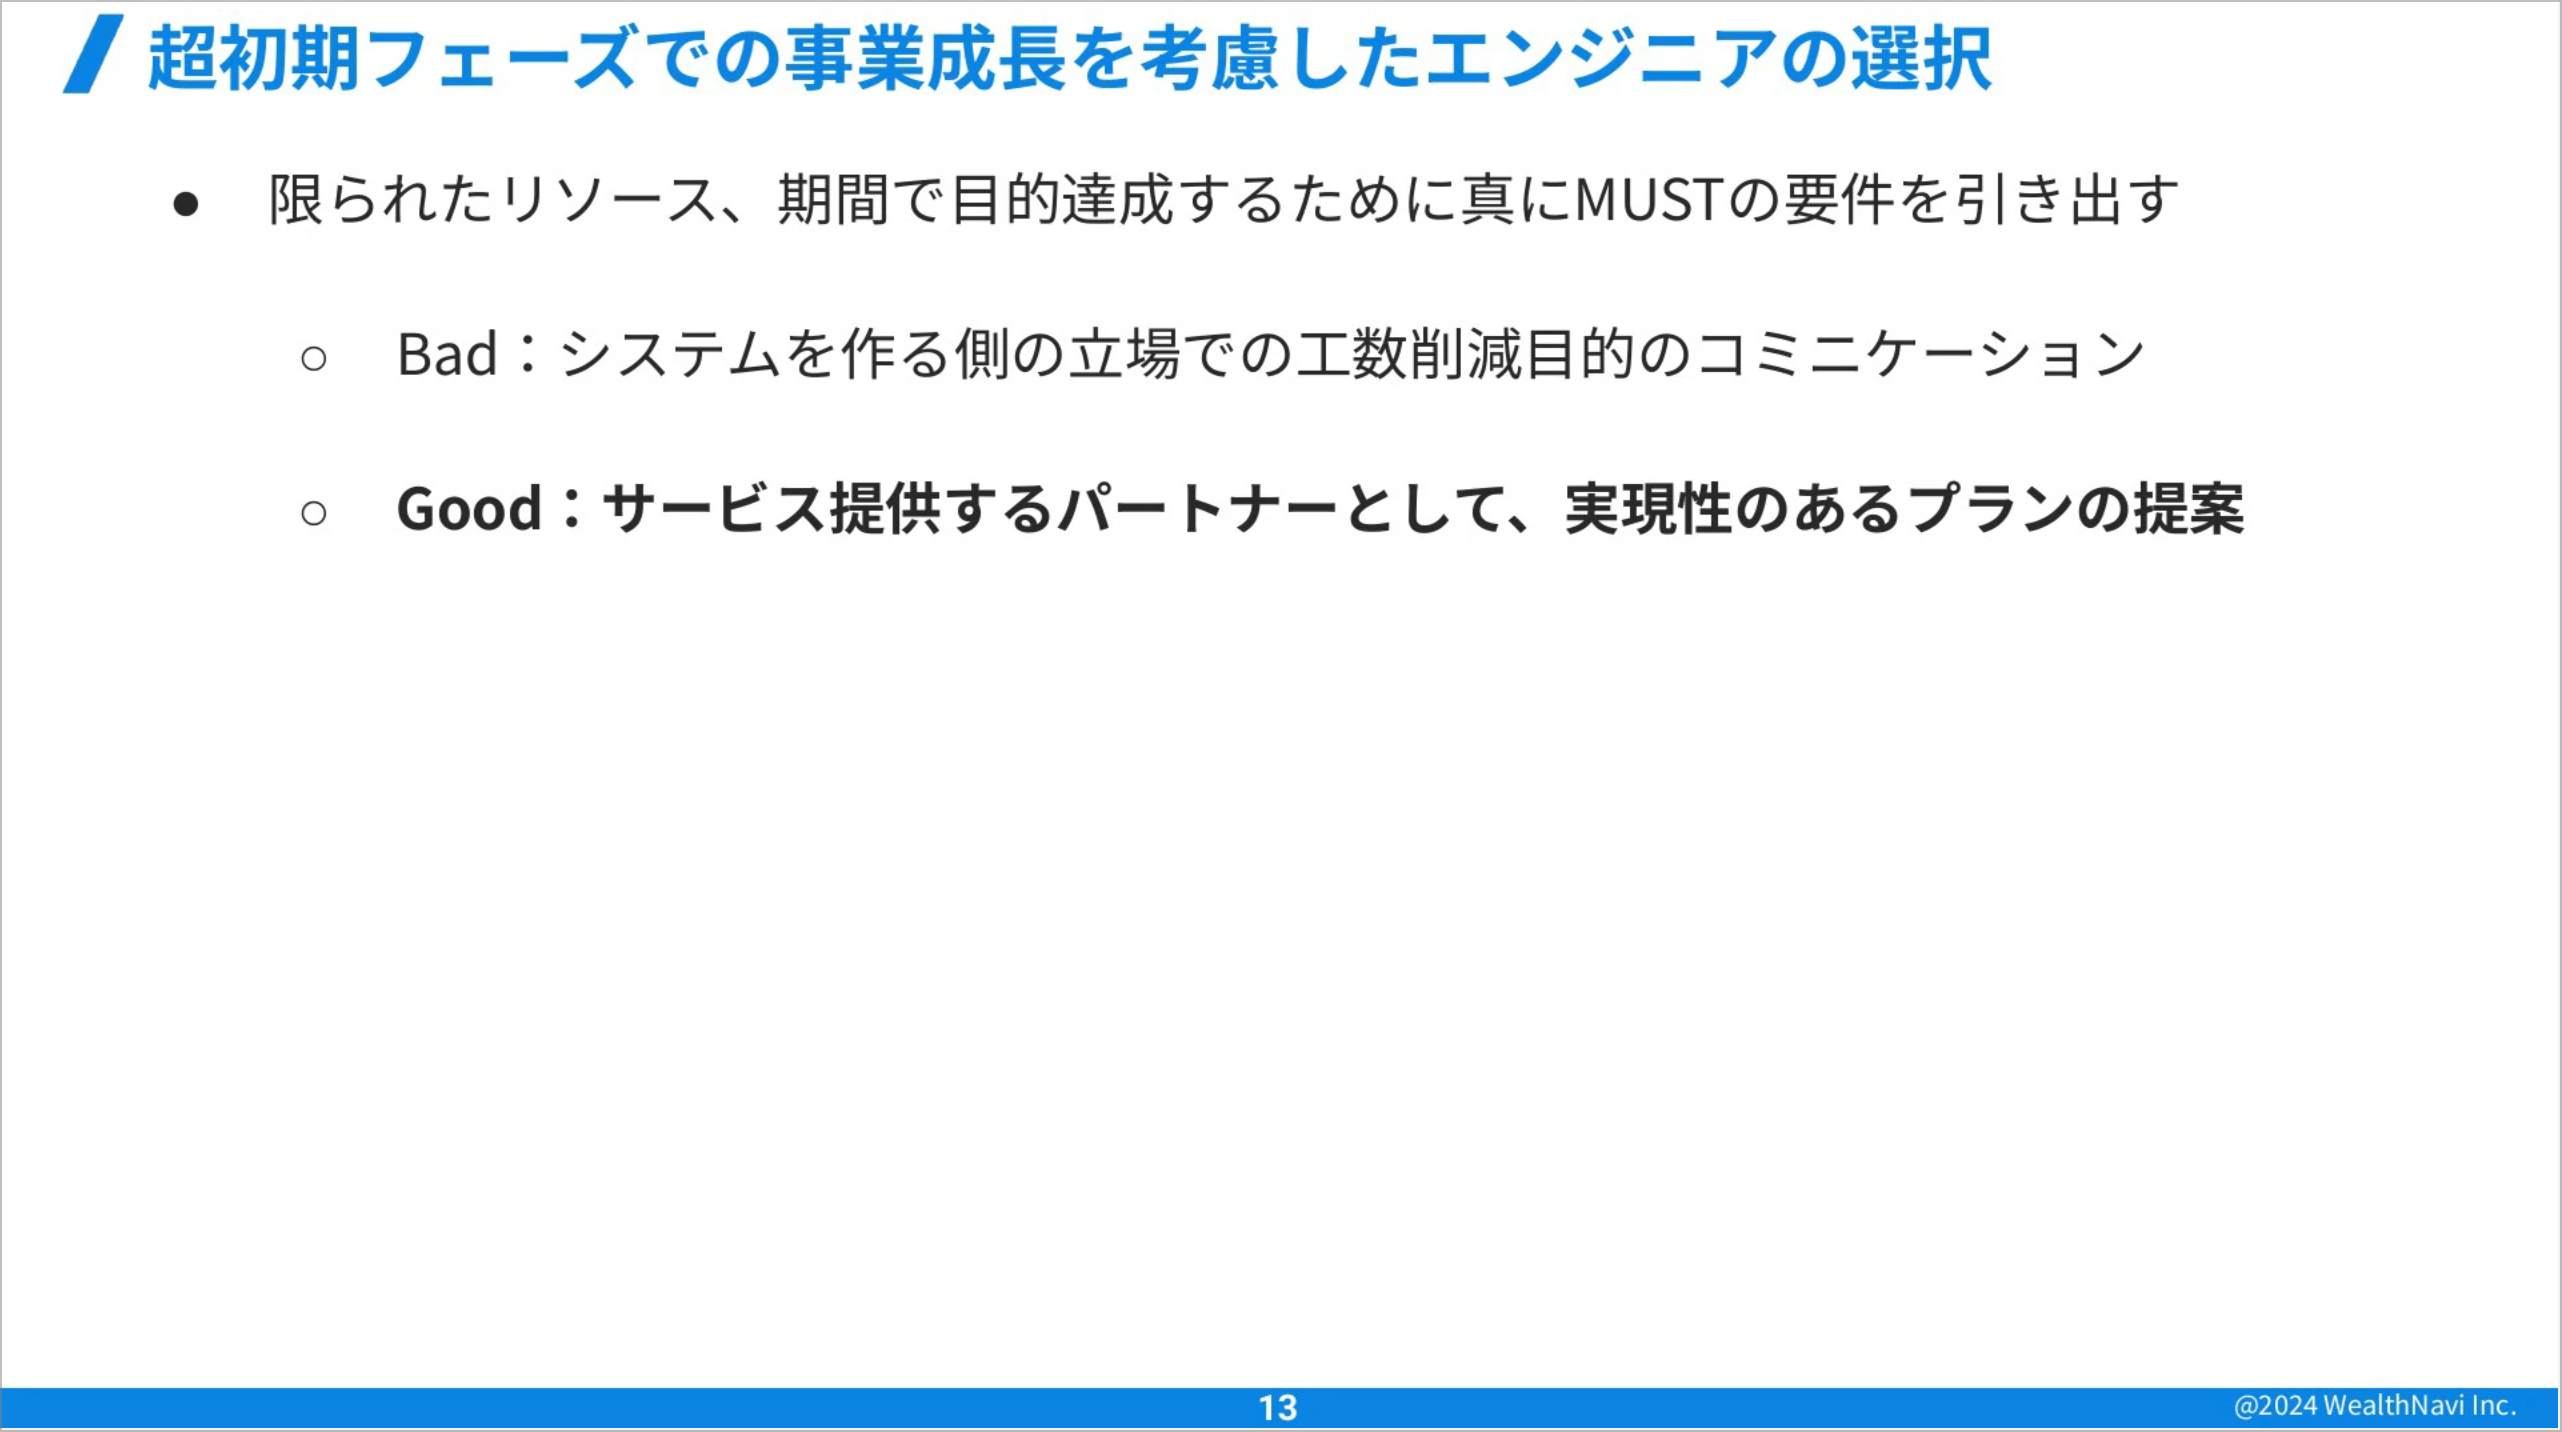 超初期フェーズでの事業成長を考慮したエンジニアの選択
● 限られたリソース、期間で目的達成するために真にMUSTの要件を引き出す
○ Bad：システムを作る側の立場での工数削減目的のコミニケーション
○ Good：サービス提供するパートナーとして、実現性のあるプランの提案
13
@2024 WealthNavi Inc.